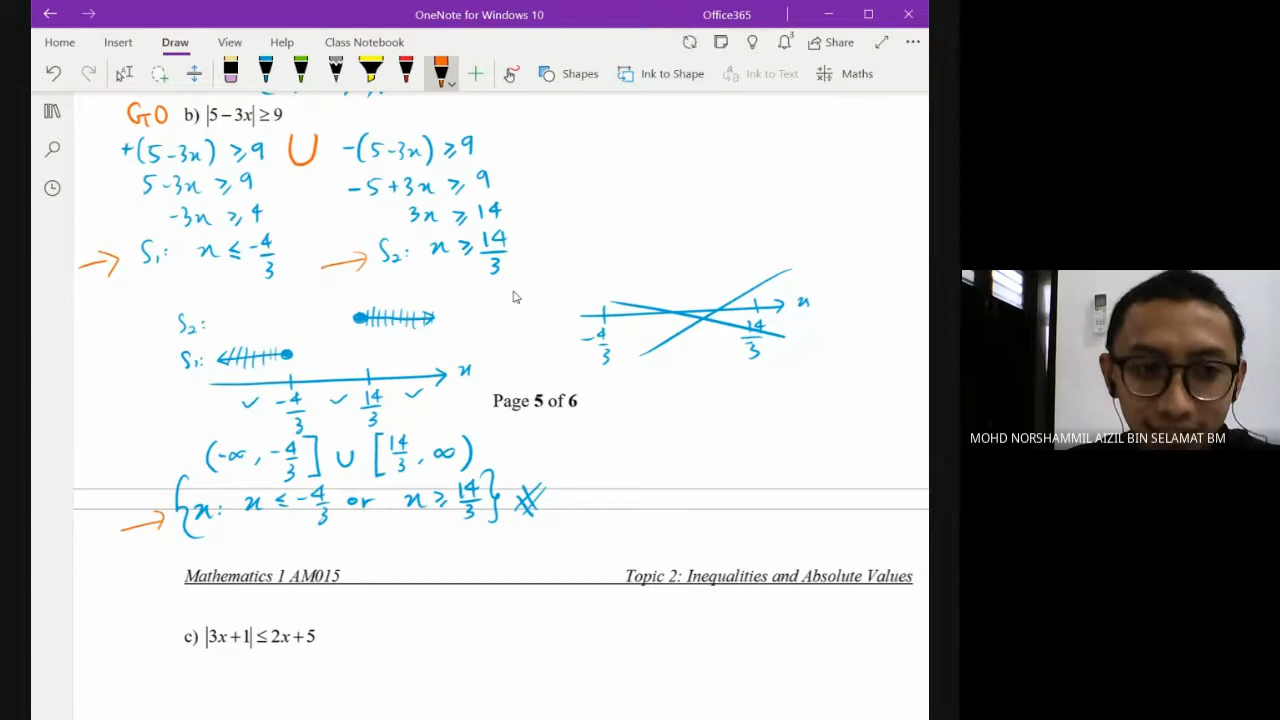 OneNote for Windows 10 Office365
Home Insert Draw View Help Class Notebook 3 Share
Shapes Ink to Shape Ink to Text Maths
GO b) |5 − 3x| ≥ 9
+(5-3x) ≥ 9 ∪ -(5-3x) ≥ 9
5-3x ≥ 9 -5+3x ≥ 9
-3x ≥ 4 3x ≥ 14
S1: x ≤ -4/3 S2: x ≥ 14/3
S2:
S1:
x
-4/3 14/3
x
-4/3 14/3
Page 5 of 6
(-∞, -4/3] ∪ [14/3, ∞)
{x: x ≤ -4/3 or x ≥ 14/3}
Mathematics 1 AM015 Topic 2: Inequalities and Absolute Values
c) |3x + 1| ≤ 2x + 5
MOHD NORSHAMMIL AIZIL BIN SELAMAT BM